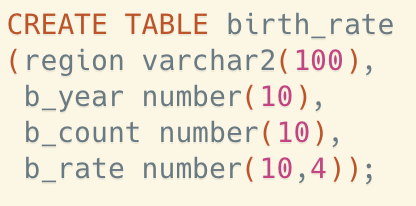 CREATE TABLE birth_rate
(region varchar2(100),
b_year number(10),
b_count number(10),
b_rate number(10,4));